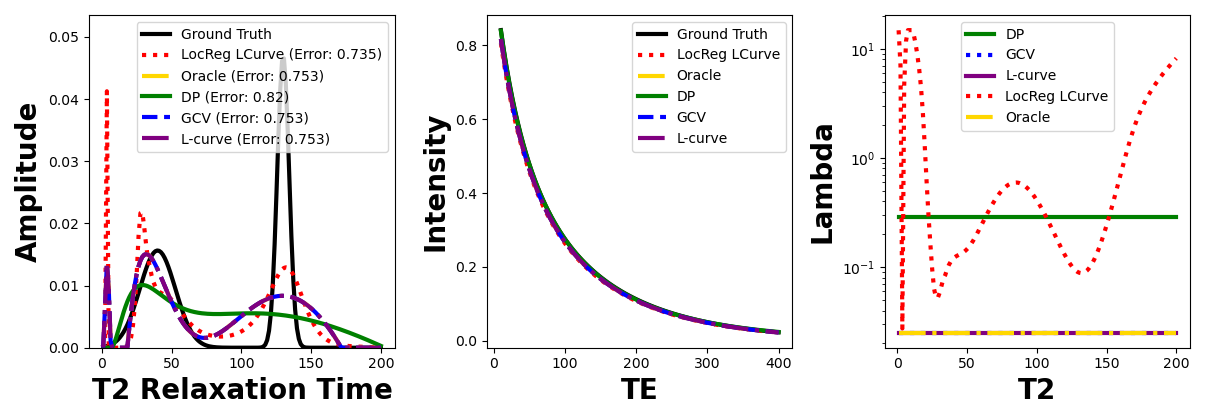 Amplitude
0.05
0.04
0.03
0.02
0.01
0.00
0
50
100
150
200
T2 Relaxation Time
Ground Truth
LocReg LCurve (Error: 0.735)
Oracle (Error: 0.753)
DP (Error: 0.82)
GCV (Error: 0.753)
L-curve (Error: 0.753)
Intensity
0.8
0.6
0.4
0.2
0.0
0
100
200
300
400
TE
Ground Truth
LocReg LCurve
Oracle
DP
GCV
L-curve
Lambda
10¹
10⁰
10⁻¹
0
50
100
150
200
T2
DP
GCV
L-curve
LocReg LCurve
Oracle